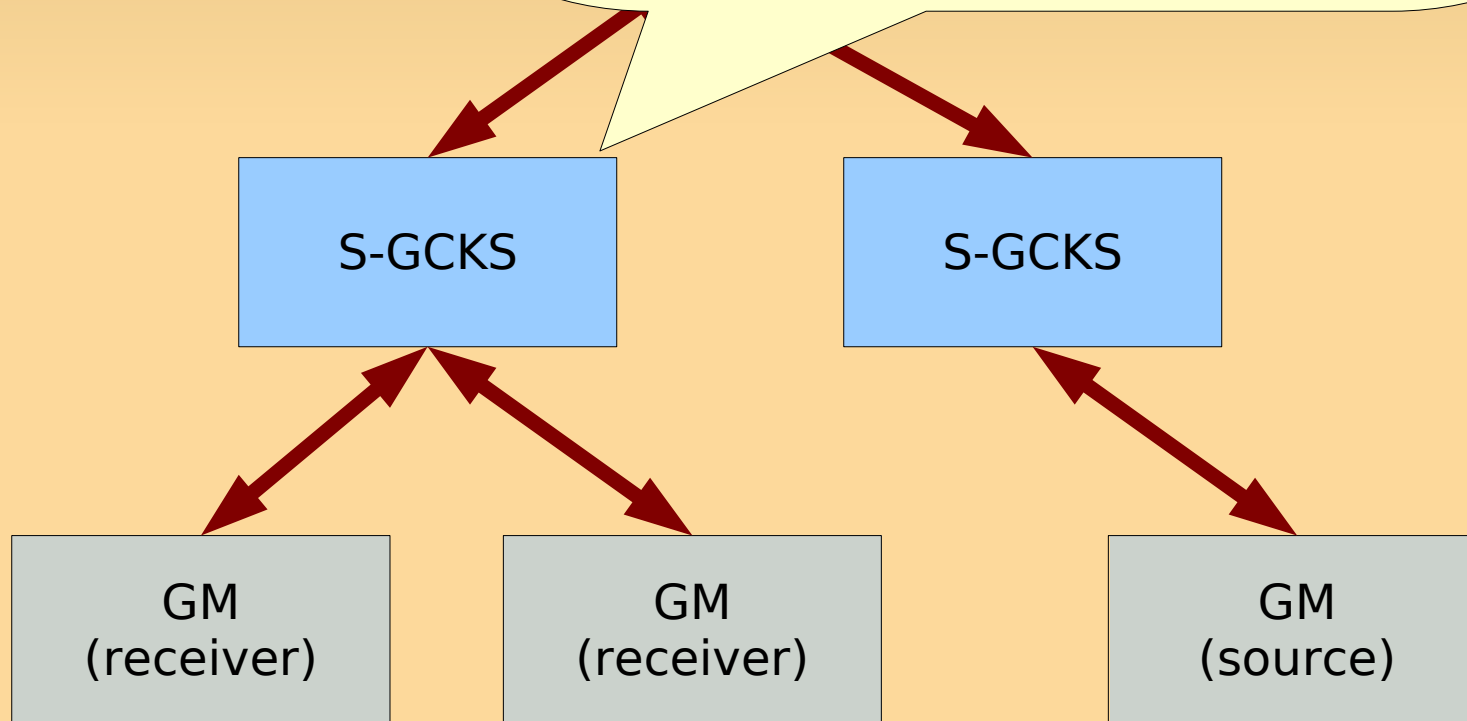 S-GCKS
S-GCKS
GM
(receiver)
GM
(receiver)
GM
(source)